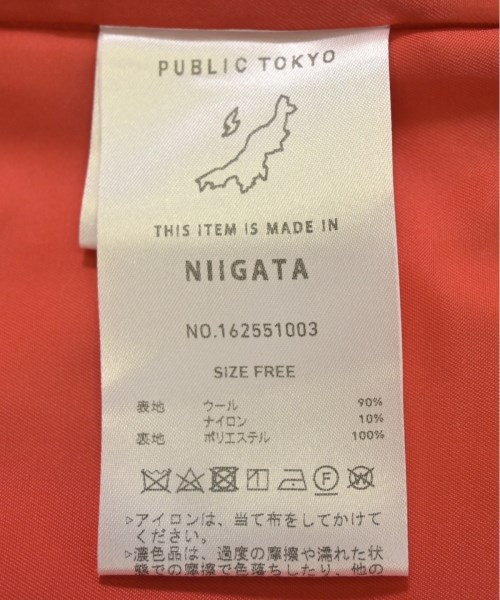 PUBLIC TOKYO
THIS ITEM IS MADE IN
NIIGATA
NO.162551003
SIZE FREE
表地 ウール 90%
ナイロン 10%
裏地 ポリエステル 100%
F W
▷アイロンは、当て布をしてかけて
ください。
▷濃色品は、過度の摩擦や濡れた状
態での摩擦で色落ちしたり、他の